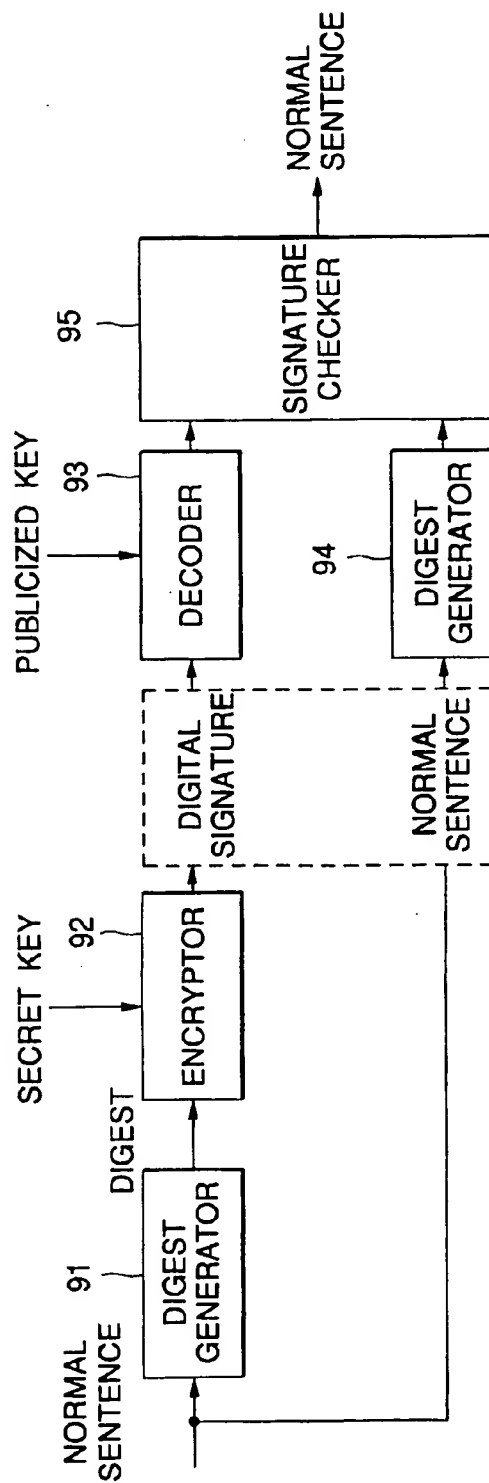 NORMAL
SENTENCE
91
DIGEST
GENERATOR
DIGEST
SECRET KEY
92
ENCRYPTOR
DIGITAL
SIGNATURE
NORMAL
SENTENCE
PUBLICIZED KEY
93
DECODER
94
DIGEST
GENERATOR
95
SIGNATURE
CHECKER
NORMAL
SENTENCE